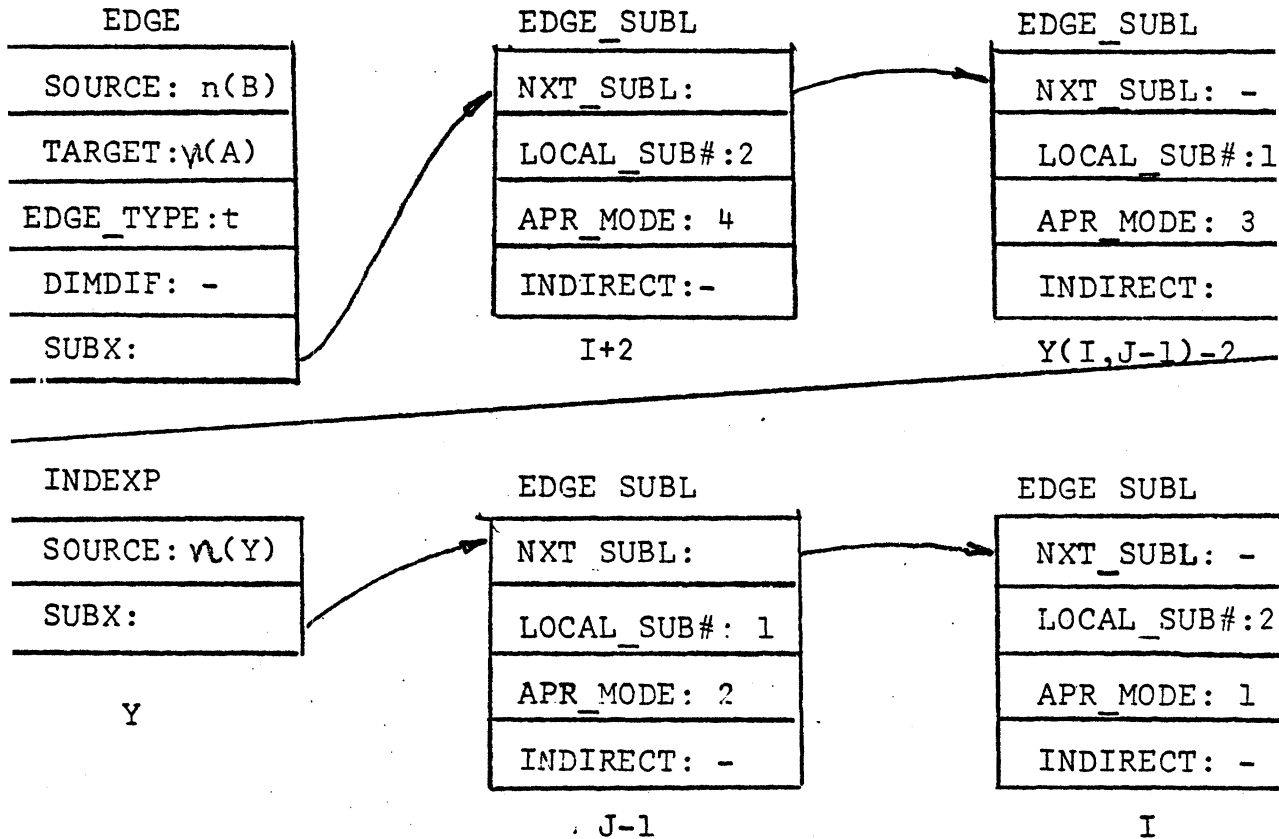 EDGE
SOURCE: n(B)
TARGET:n(A)
EDGE_TYPE:t
DIMDIF: -
SUBX:
EDGE_SUBL
NXT_SUBL:
LOCAL_SUB#:2
APR_MODE: 4
INDIRECT:-
I+2
EDGE_SUBL
NXT_SUBL: -
LOCAL_SUB#:1
APR_MODE: 3
INDIRECT:
Y(I,J-1)-2
INDEXP
SOURCE: n(Y)
SUBX:
Y
EDGE SUBL
NXT SUBL:
LOCAL_SUB#: 1
APR_MODE: 2
INDIRECT: -
J-1
EDGE SUBL
NXT_SUBL: -
LOCAL_SUB#:2
APR_MODE: 1
INDIRECT: -
I